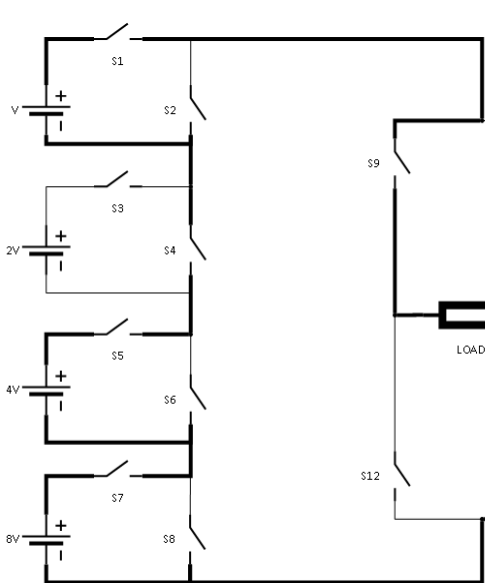 S1
+
V
S2
S9
S3
+
2V
S4
LOAD
S5
+
4V
S6
S12
S7
+
8V
S8